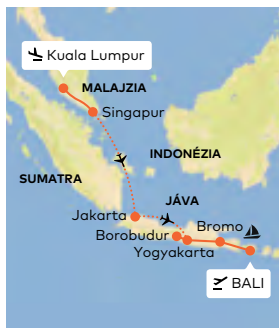 Kuala Lumpur
MALAJZIA
Singapur
INDONÉZIA
SUMATRA
JÁVA
Jakarta
Bromo
Borobudur
Yogyakarta
BALI